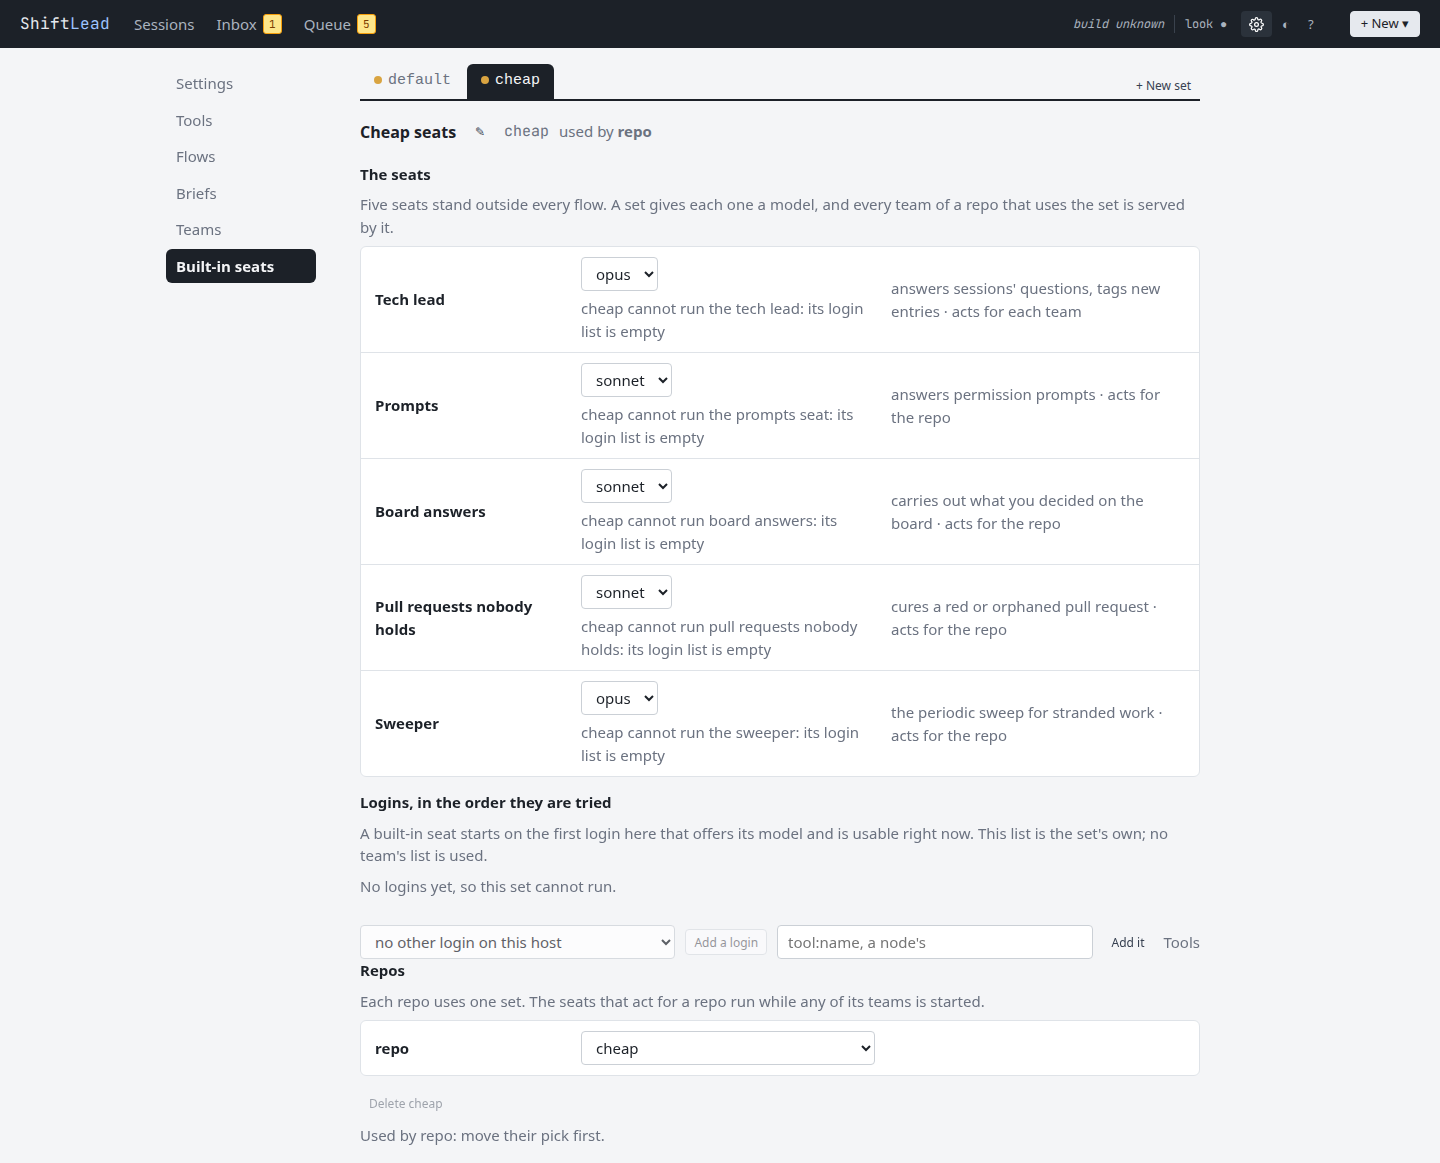 ShiftLead Sessions Inbox 1 Queue 5 build unknown look ● ? + New ▾
Settings
Tools
Flows
Briefs
Teams
Built-in seats
default cheap + New set
Cheap seats ✎ cheap used by repo
The seats
Five seats stand outside every flow. A set gives each one a model, and every team of a repo that uses the set is served
by it.
Tech lead
opus
cheap cannot run the tech lead: its login
list is empty
answers sessions' questions, tags new
entries · acts for each team
Prompts
sonnet
cheap cannot run the prompts seat: its
login list is empty
answers permission prompts · acts for
the repo
Board answers
sonnet
cheap cannot run board answers: its
login list is empty
carries out what you decided on the
board · acts for the repo
Pull requests nobody
holds
sonnet
cheap cannot run pull requests nobody
holds: its login list is empty
cures a red or orphaned pull request ·
acts for the repo
Sweeper
opus
cheap cannot run the sweeper: its login
list is empty
the periodic sweep for stranded work ·
acts for the repo
Logins, in the order they are tried
A built-in seat starts on the first login here that offers its model and is usable right now. This list is the set's own; no
team's list is used.
No logins yet, so this set cannot run.
no other login on this host Add a login tool:name, a node's Add it Tools
Repos
Each repo uses one set. The seats that act for a repo run while any of its teams is started.
repo cheap
Delete cheap
Used by repo: move their pick first.